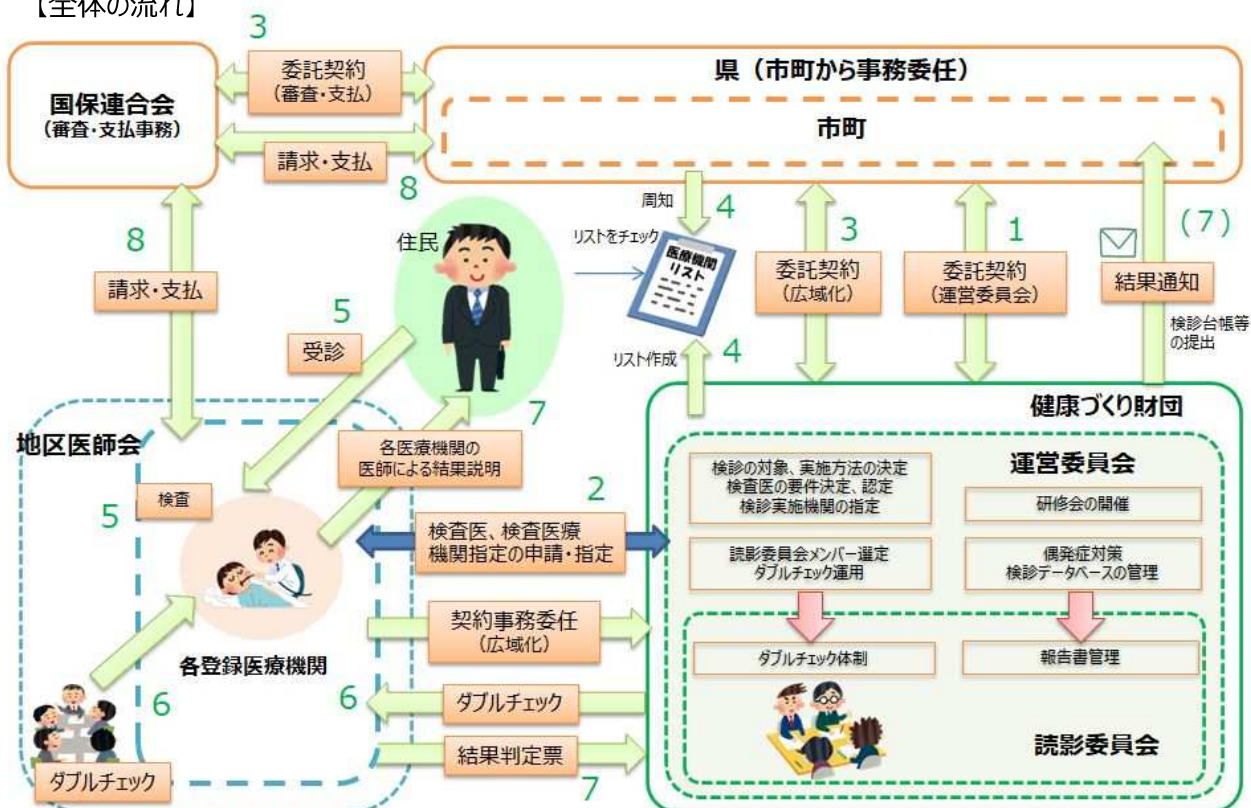 【全体の流れ】
3
委託契約
(審査・支払)
国保連合会
(審査・支払事務)
請求・支払
8
県（市町から事務委任）
市町
8
請求・支払
住民
周知
4
リストをチェック
医療機関
リスト
リスト作成
4
3
委託契約
(広域化)
1
委託契約
(運営委員会)
(7)
結果通知
検診台帳等
の提出
5
受診
7
各医療機関の
医師による結果説明
地区医師会
5
検査
各登録医療機関
6
ダブルチェック
2
検査医、検査医療
機関指定の申請・指定
契約事務委任
(広域化)
6
ダブルチェック
結果判定票
7
健康づくり財団
運営委員会
検診の対象、実施方法の決定
検査医の要件決定、認定
検診実施機関の指定
研修会の開催
読影委員会メンバー選定
ダブルチェック運用
偶発症対策
検診データベースの管理
ダブルチェック体制
報告書管理
読影委員会